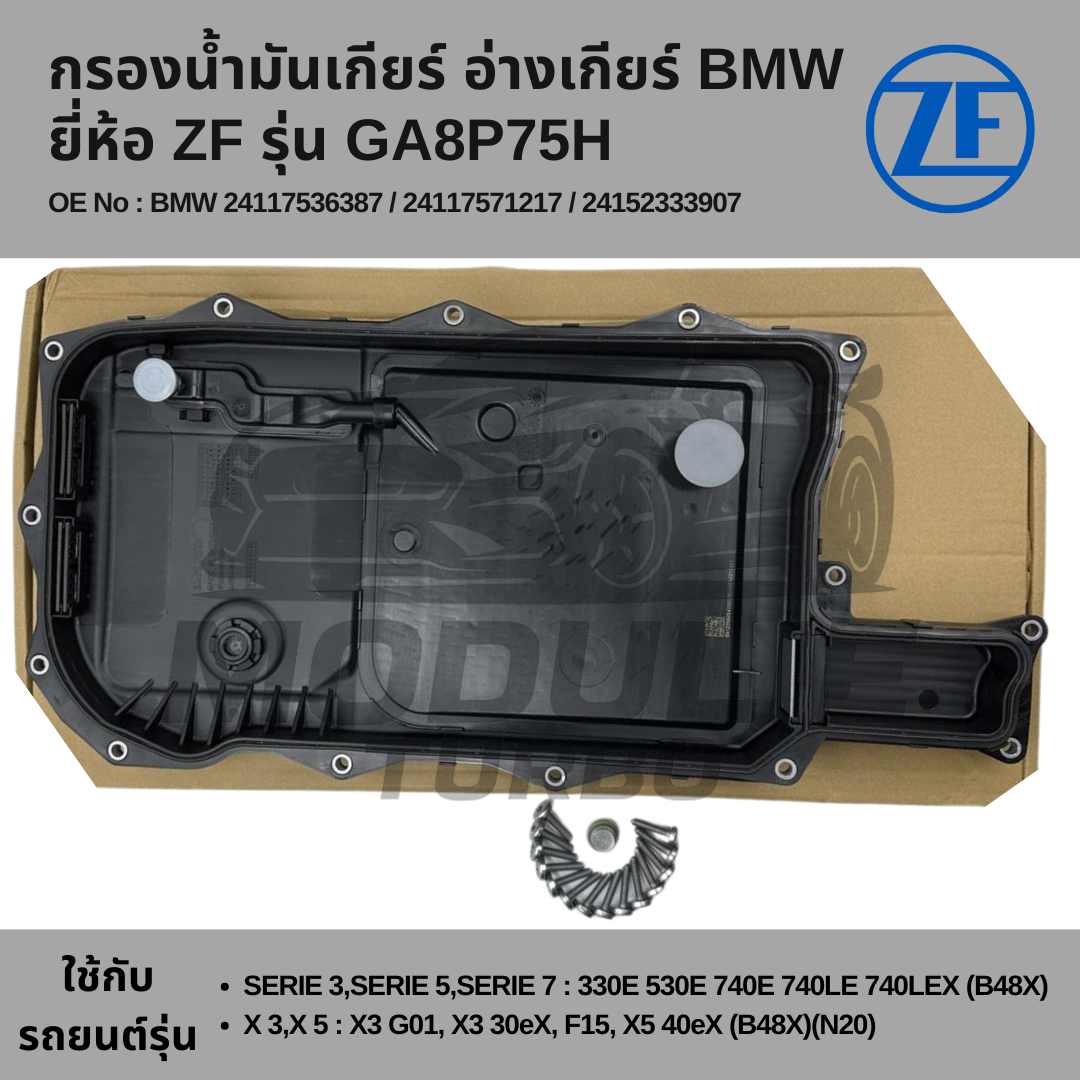 กรองน้ำมันเกียร์ อ่างเกียร์ BMW
ยี่ห้อ ZF รุ่น GA8P75H
ZF
OE No : BMW 24117536387 / 24117571217 / 24152333907
MODULE
TURBO
ใช้กับ
รถยนต์รุ่น
SERIE 3,SERIE 5,SERIE 7 : 330E 530E 740E 740LE 740LEX (B48X)
X 3,X 5 : X3 G01, X3 30eX, F15, X5 40eX (B48X)(N20)